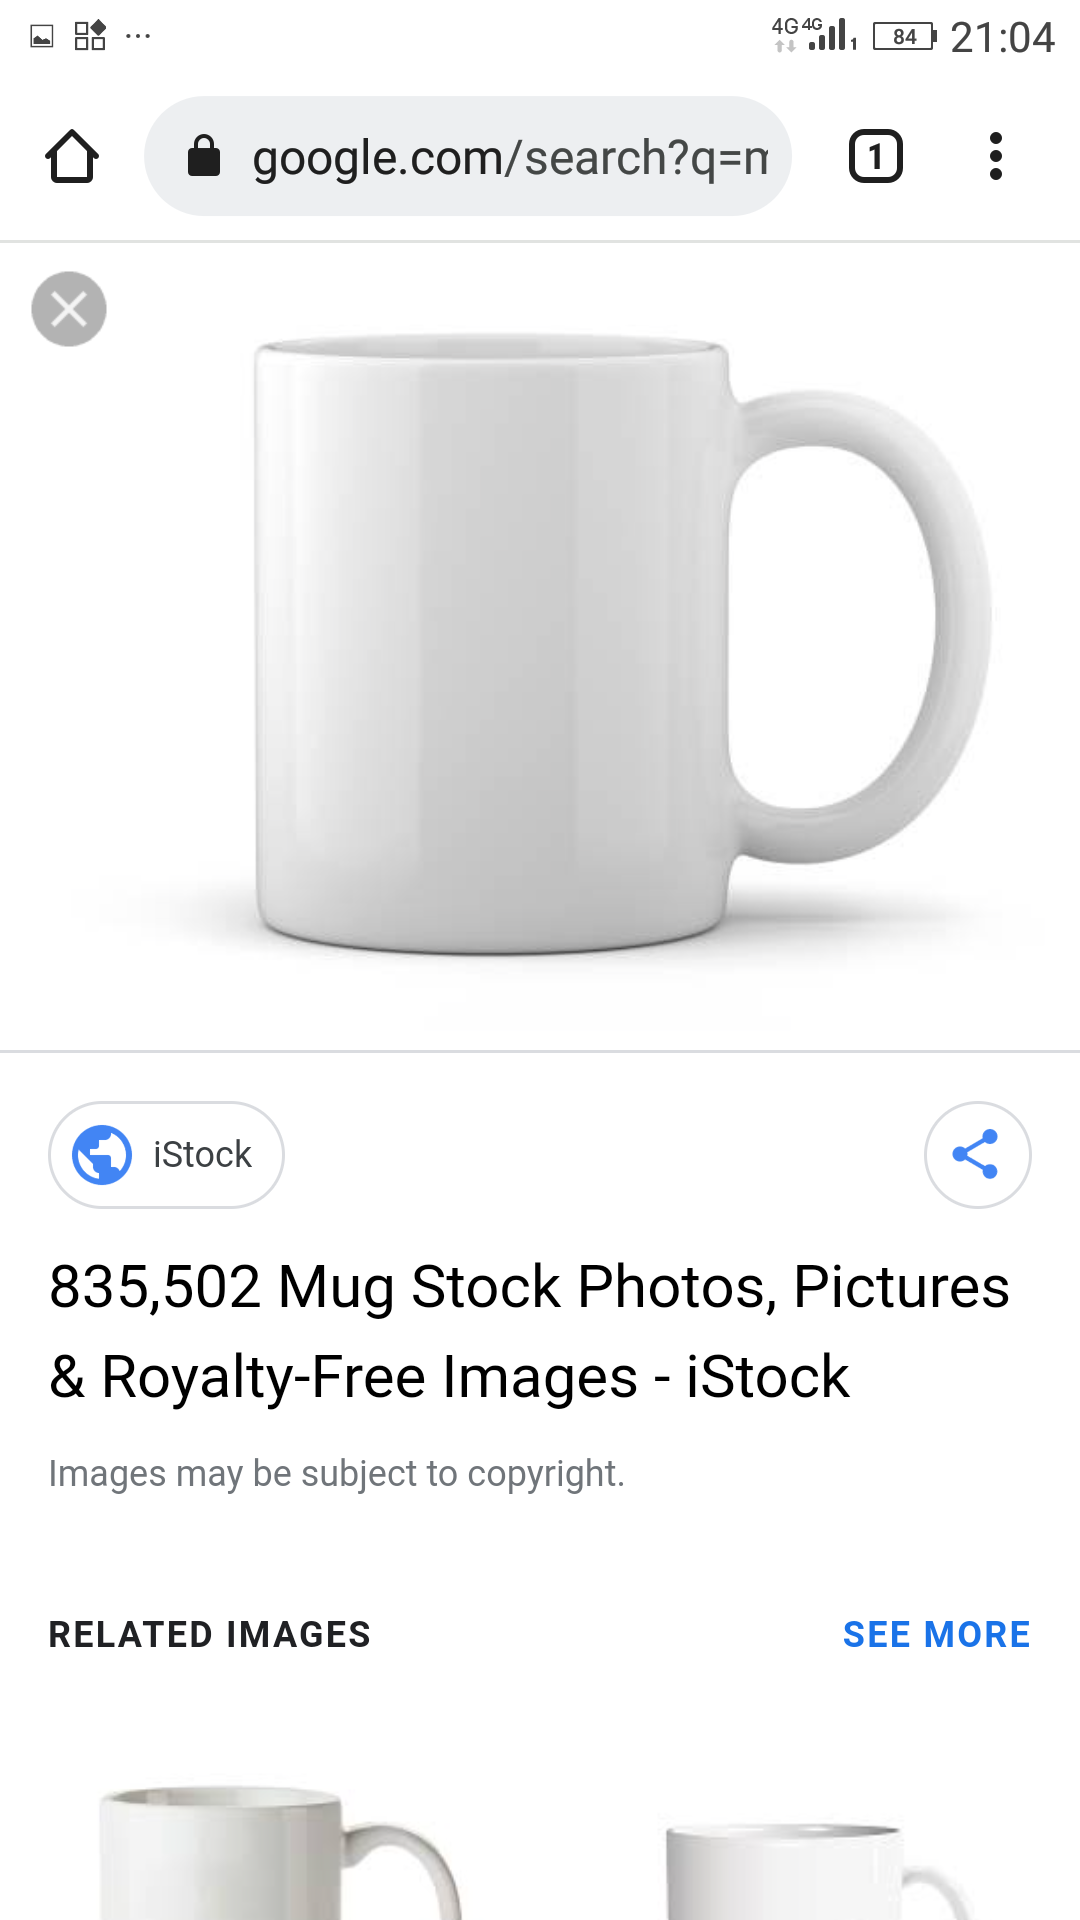 4G 4G 1 84 21:04
google.com/search?q=
1
iStock
835,502 Mug Stock Photos, Pictures
& Royalty-Free Images - iStock
Images may be subject to copyright.
RELATED IMAGES
SEE MORE